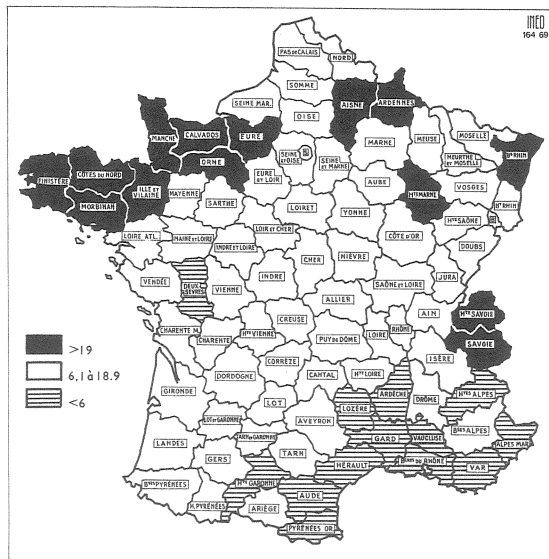 INED
164 69
PAS DE CALAIS
NORD
SOMME
SEINE MAR.
OISE
AISNE
ARDENNES
MANCHE
CALVADOS
EURE
ORNE
SEINE ET OISE
SEINE ET MARNE
MARNE
MEUSE
MOSELLE
MEURTHE ET MOSELLE
Bˢ RHIN
FINISTÈRE
CÔTES DU NORD
ILLE ET VILAINE
MORBIHAN
MAYENNE
SARTHE
EURE ET LOIR
AUBE
Hᵗᵉ MARNE
VOSGES
Hᵗ RHIN
LOIRET
YONNE
Hᵗᵉ SAÔNE
LOIRE ATL.
MAINE ET LOIRE
INDRE ET LOIRE
LOIR ET CHER
CHER
NIÈVRE
CÔTE D'OR
DOUBS
VENDÉE
DEUX SEVRES
VIENNE
INDRE
SAÔNE ET LOIRE
JURA
ALLIER
CHARENTE M.
CHARENTE
Hᵗᵉ VIENNE
CREUSE
PUY DE DÔME
LOIRE
RHÔNE
AIN
Hᵗᵉ SAVOIE
SAVOIE
>19
6,1 à 18.9
<6
GIRONDE
DORDOGNE
CORRÈZE
CANTAL
Hᵗᵉ LOIRE
ISÈRE
ARDÈCHE
DRÔME
Hᵗᵉˢ ALPES
LOT ET GARONNE
LOT
AVEYRON
LOZÈRE
LANDES
GERS
TARN
GARD
VAUCLUSE
Bˢᵉˢ ALPES
ALPES MAR.
Bˢᵉˢ PYRÉNÉES
H. PYRÉNÉES
Hᵗᵉ GARONNE
ARIÈGE
HÉRAULT
AUDE
PYRÉNÉES OR.
VAR